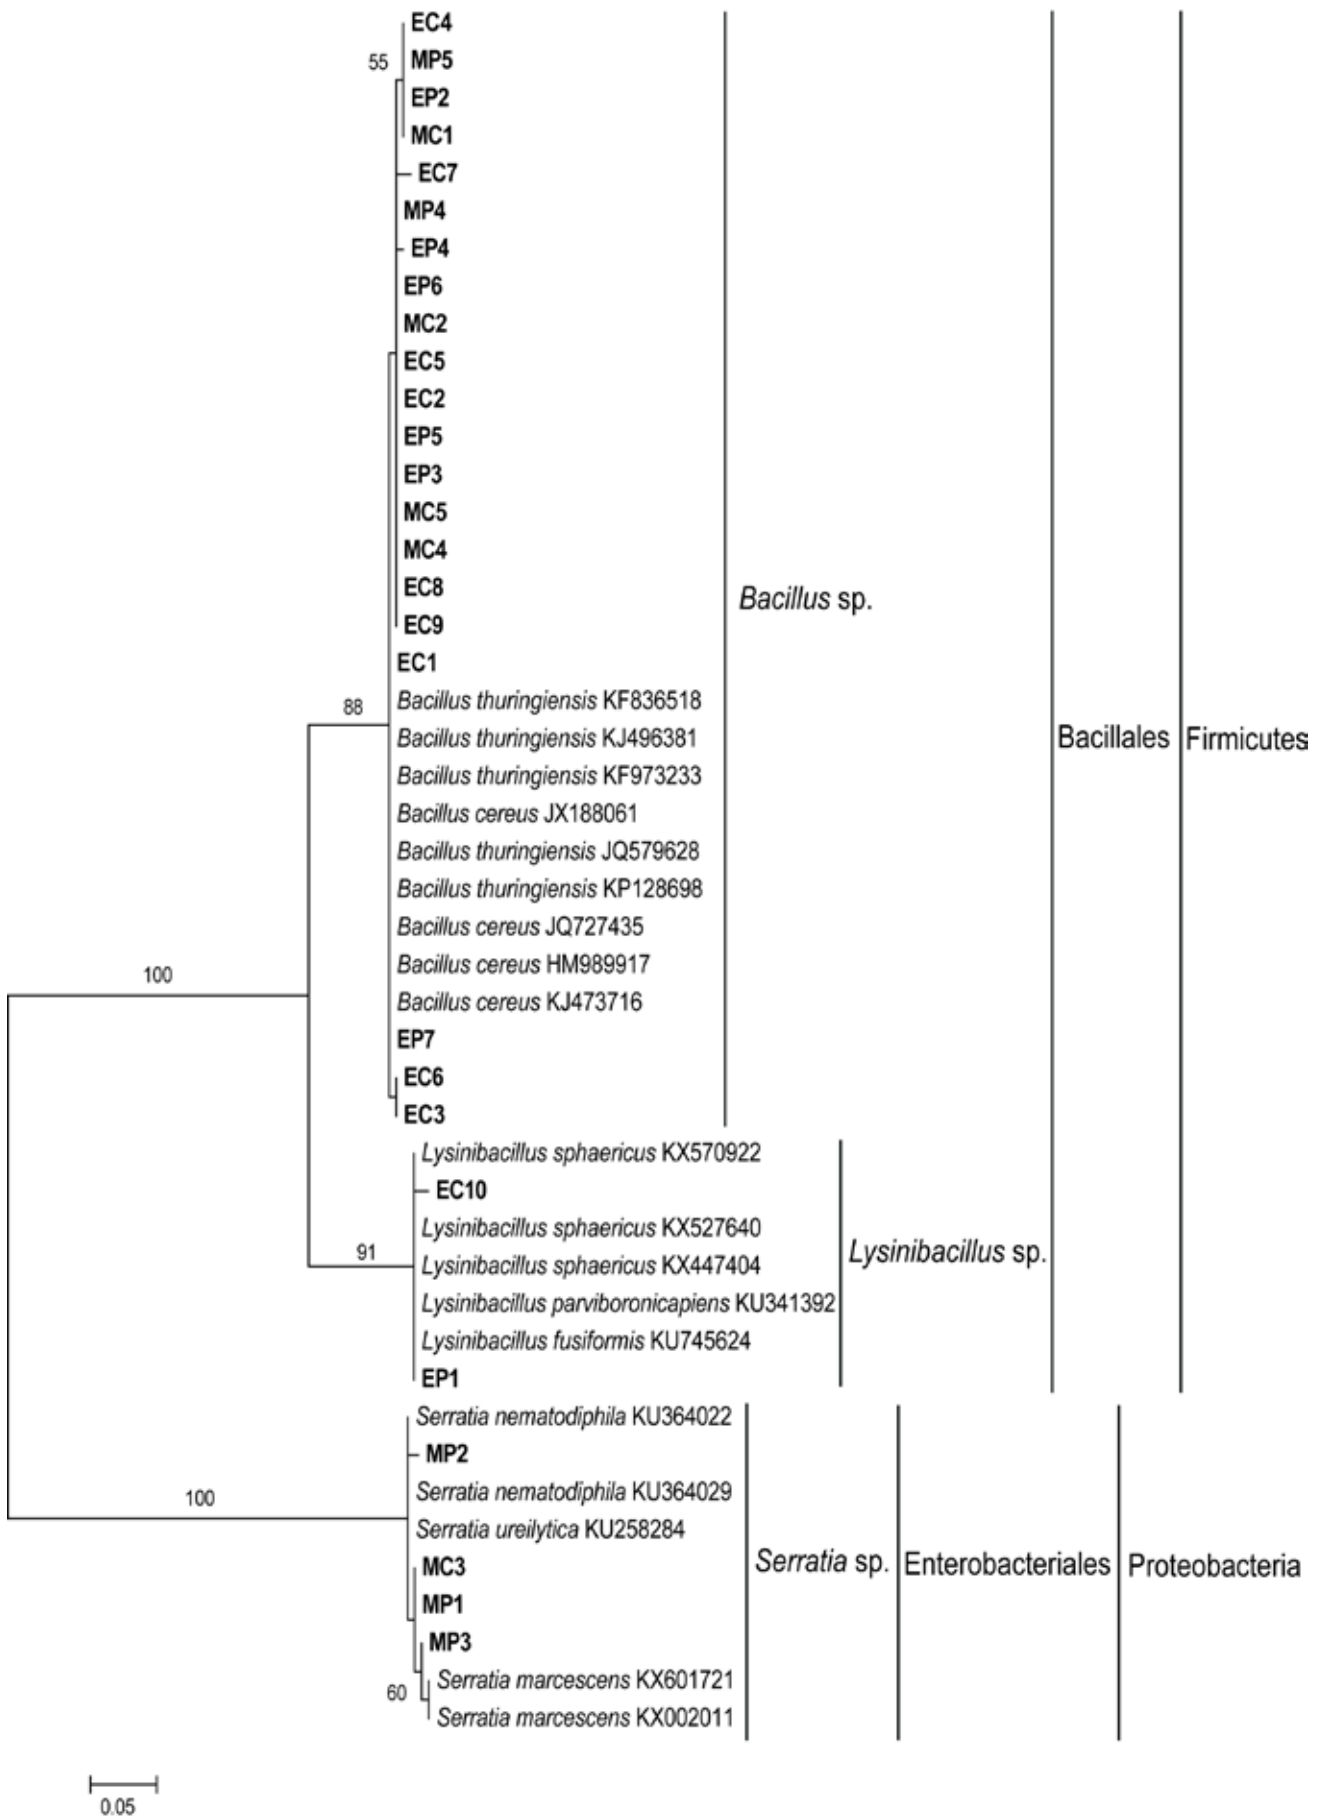 EC4
55
MP5
EP2
MC1
EC7
MP4
EP4
EP6
MC2
EC5
EC2
EP5
EP3
MC5
MC4
EC8
Bacillus sp.
EC9
EC1
88
Bacillus thuringiensis KF836518
Bacillus thuringiensis KJ496381
Bacillales
Firmicutes
Bacillus thuringiensis KF973233
Bacillus cereus JX188061
Bacillus thuringiensis JQ579628
Bacillus thuringiensis KP128698
Bacillus cereus JQ727435
Bacillus cereus HM989917
100
Bacillus cereus KJ473716
EP7
EC6
EC3
Lysinibacillus sphaericus KX570922
EC10
Lysinibacillus sphaericus KX527640
91
Lysinibacillus sp.
Lysinibacillus sphaericus KX447404
Lysinibacillus parviboronicapiens KU341392
Lysinibacillus fusiformis KU745624
EP1
Serratia nematodiphila KU364022
MP2
100
Serratia nematodiphila KU364029
Serratia ureilytica KU258284
MC3
Serratia sp.
Enterobacteriales
Proteobacteria
MP1
MP3
Serratia marcescens KX601721
60
Serratia marcescens KX002011
0.05